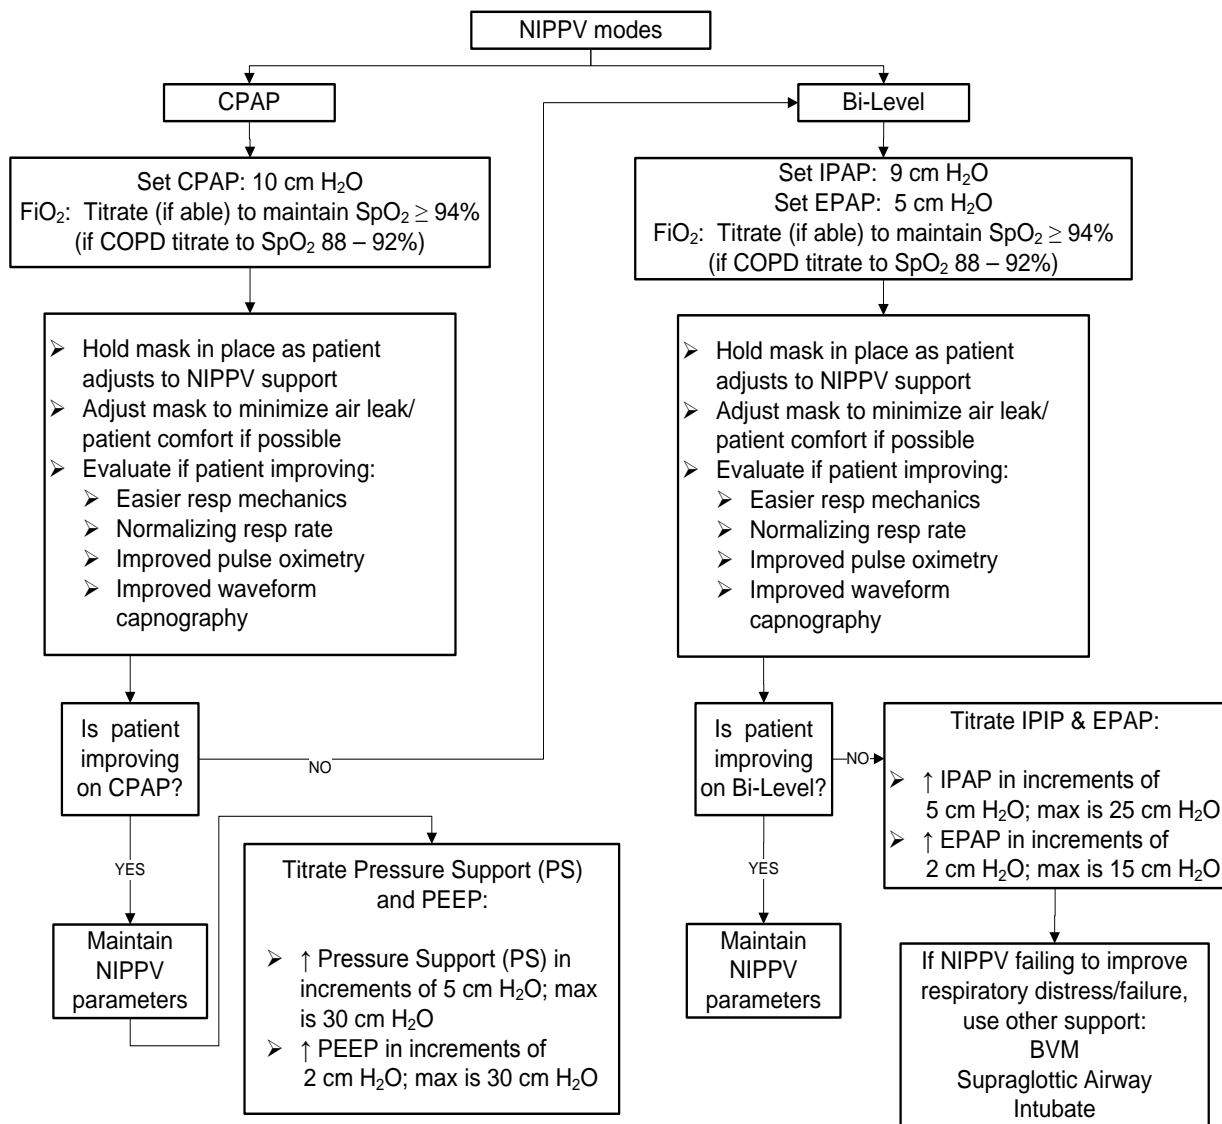 NIPPV modes
CPAP
Set CPAP: 10 cm H₂O
FiO₂: Titrate (if able) to maintain SpO₂ ≥ 94%
(if COPD titrate to SpO₂ 88 – 92%)
➢ Hold mask in place as patient
adjusts to NIPPV support
➢ Adjust mask to minimize air leak/
patient comfort if possible
➢ Evaluate if patient improving:
➢ Easier resp mechanics
➢ Normalizing resp rate
➢ Improved pulse oximetry
➢ Improved waveform
capnography
Is patient
improving
on CPAP?
NO
YES
Maintain
NIPPV
parameters
Titrate Pressure Support (PS)
and PEEP:
➢ ↑ Pressure Support (PS) in
increments of 5 cm H₂O; max
is 30 cm H₂O
➢ ↑ PEEP in increments of
2 cm H₂O; max is 30 cm H₂O
Bi-Level
Set IPAP: 9 cm H₂O
Set EPAP: 5 cm H₂O
FiO₂: Titrate (if able) to maintain SpO₂ ≥ 94%
(if COPD titrate to SpO₂ 88 – 92%)
➢ Hold mask in place as patient
adjusts to NIPPV support
➢ Adjust mask to minimize air leak/
patient comfort if possible
➢ Evaluate if patient improving:
➢ Easier resp mechanics
➢ Normalizing resp rate
➢ Improved pulse oximetry
➢ Improved waveform
capnography
Is patient
improving
on Bi-Level?
NO
YES
Maintain
NIPPV
parameters
Titrate IPIP & EPAP:
➢ ↑ IPAP in increments of
5 cm H₂O; max is 25 cm H₂O
➢ ↑ EPAP in increments of
2 cm H₂O; max is 15 cm H₂O
If NIPPV failing to improve
respiratory distress/failure,
use other support:
BVM
Supraglottic Airway
Intubate